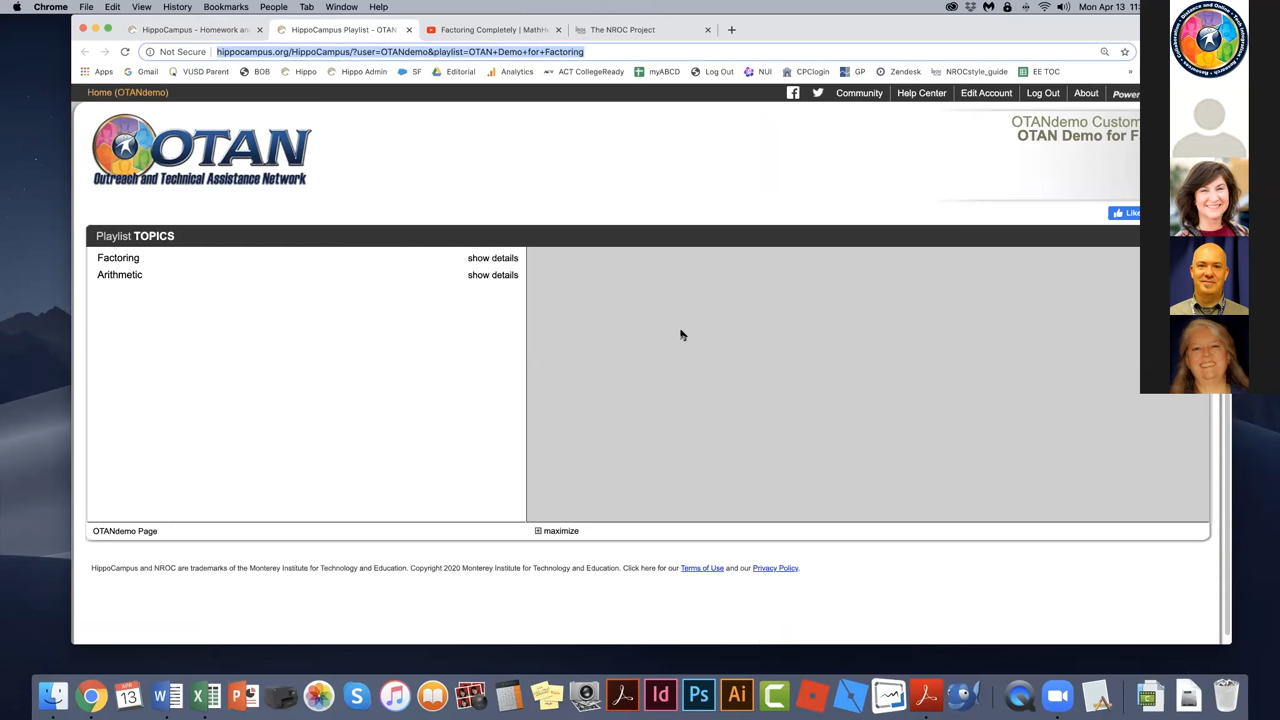 Chrome File Edit View History Bookmarks People Tab Window Help Mon Apr 13 11:
HippoCampus - Homework an HippoCampus Playlist - OTAN Factoring Completely | MathH The NROC Project
Not Secure hippocampus.org/HippoCampus/?user=OTANdemo&playlist=OTAN+Demo+for+Factoring
Apps Gmail VUSD Parent BOB Hippo Hippo Admin SF Editorial Analytics ACT CollegeReady myABCD Log Out NUI CPClogin GP Zendesk NROCstyle_guide EE TOC »
Home (OTANdemo) Community Help Center Edit Account Log Out About Powe
OTAN
Outreach and Technical Assistance Network
OTANdemo Custom
OTAN Demo for F
Like
Playlist TOPICS
Factoring show details
Arithmetic show details
OTANdemo Page maximize
HippoCampus and NROC are trademarks of the Monterey Institute for Technology and Education. Copyright 2020 Monterey Institute for Technology and Education. Click here for our Terms of Use and our Privacy Policy.